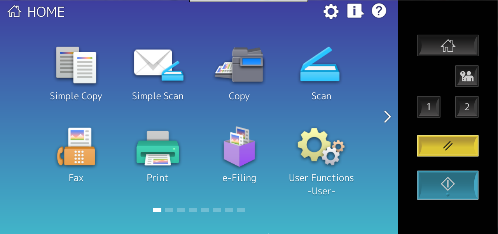 HOME
Simple Copy
Simple Scan
Copy
Scan
Fax
Print
e-Filing
User Functions
-User-
1
2